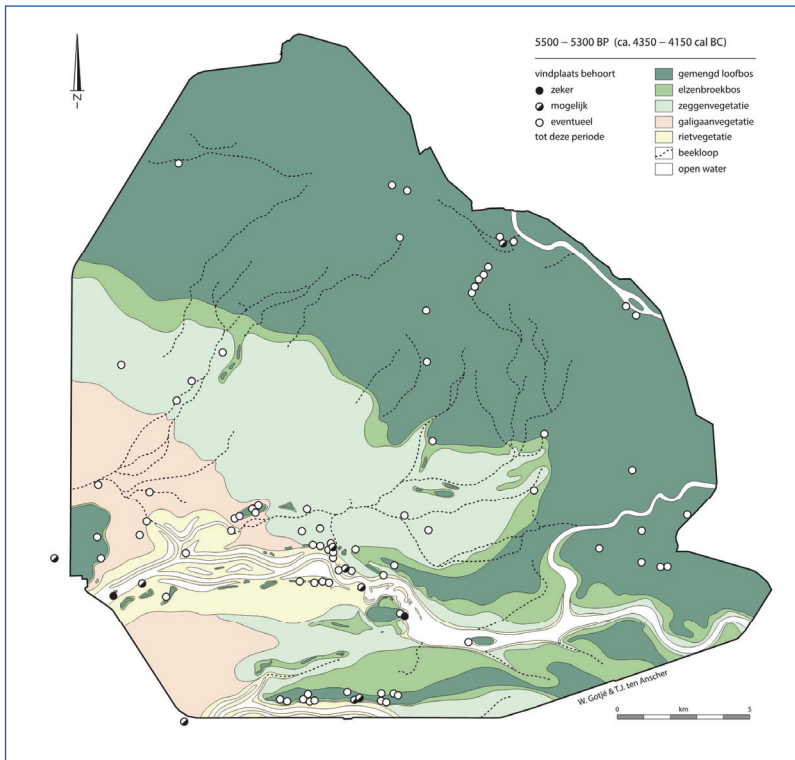 5500 – 5300 BP (ca. 4350 – 4150 cal BC)
vindplaats behoort
zeker
mogelijk
eventueel
tot deze periode
gemengd loofbos
elzenbroekbos
zeggenvegetatie
galigaanvegetatie
rietvegetatie
beekloop
open water
N
W. Gotjé & T.J. ten Anscher
0 km 5